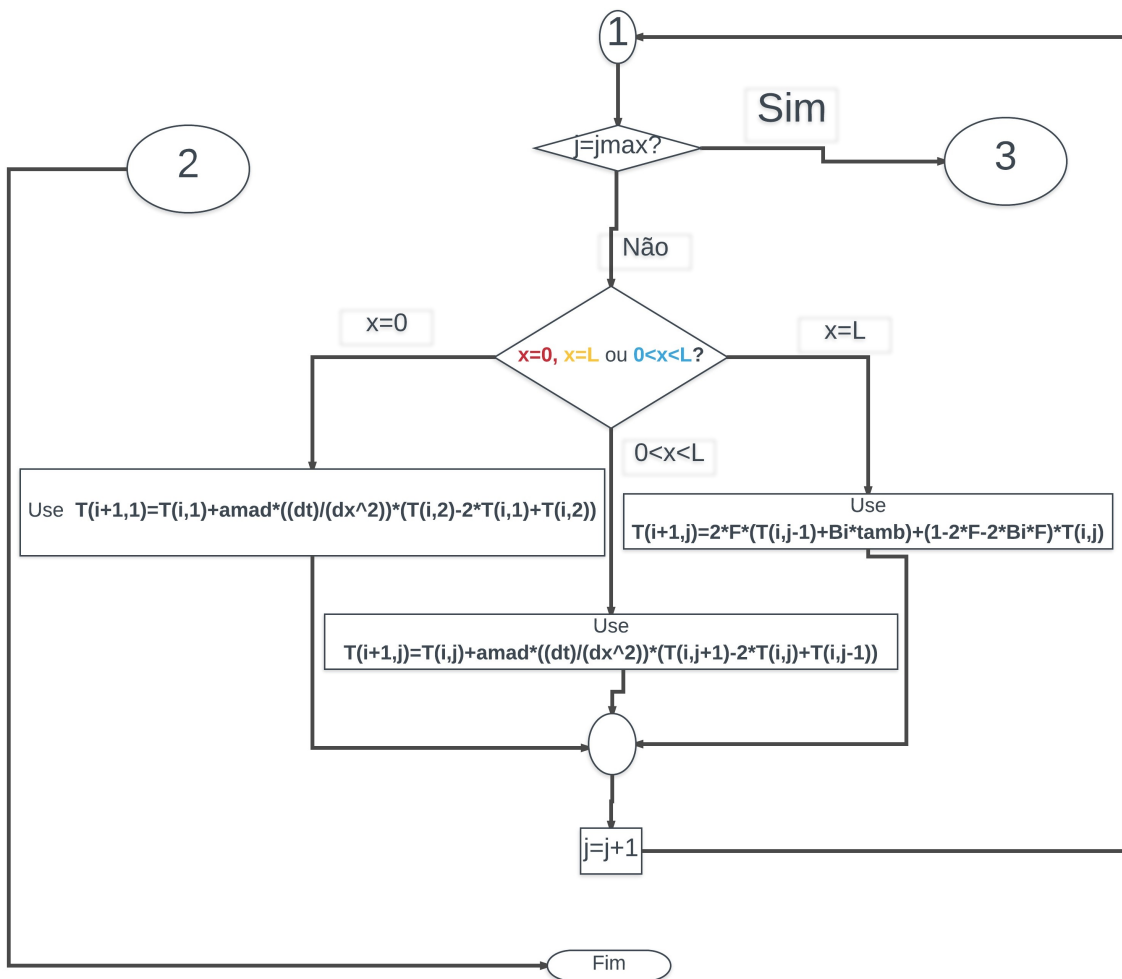 1
Sim
j=jmax?
2
3
Não
x=0
x=L
x=0, x=L ou 0<x<L?
0<x<L
Use T(i+1,1)=T(i,1)+amad*((dt)/(dx^2))*(T(i,2)-2*T(i,1)+T(i,2))
Use
T(i+1,j)=2*F*(T(i,j-1)+Bi*tamb)+(1-2*F-2*Bi*F)*T(i,j)
Use
T(i+1,j)=T(i,j)+amad*((dt)/(dx^2))*(T(i,j+1)-2*T(i,j)+T(i,j-1))
j=j+1
Fim